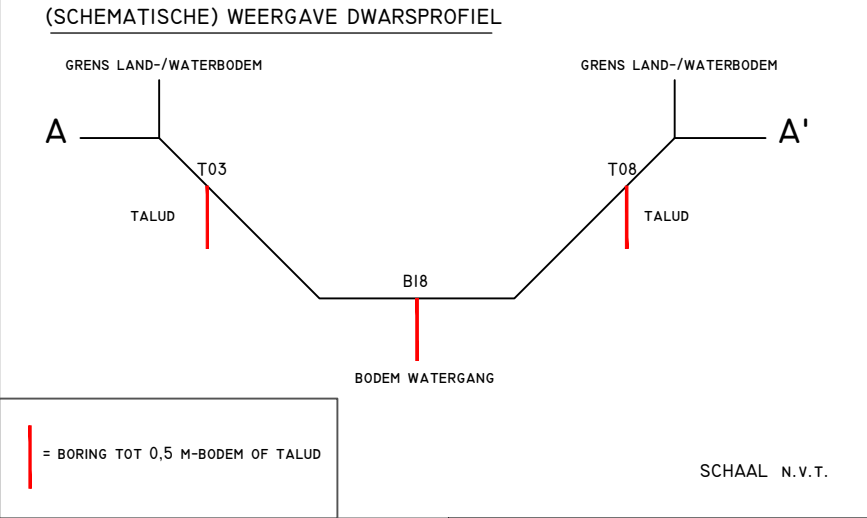 (SCHEMATISCHE) WEERGAVE DWARSPROFIEL
GRENS LAND-/WATERBODEM
GRENS LAND-/WATERBODEM
A
A'
T03
T08
TALUD
TALUD
B18
BODEM WATERGANG
= BORING TOT 0,5 M-BODEM OF TALUD
SCHAAL N.V.T.